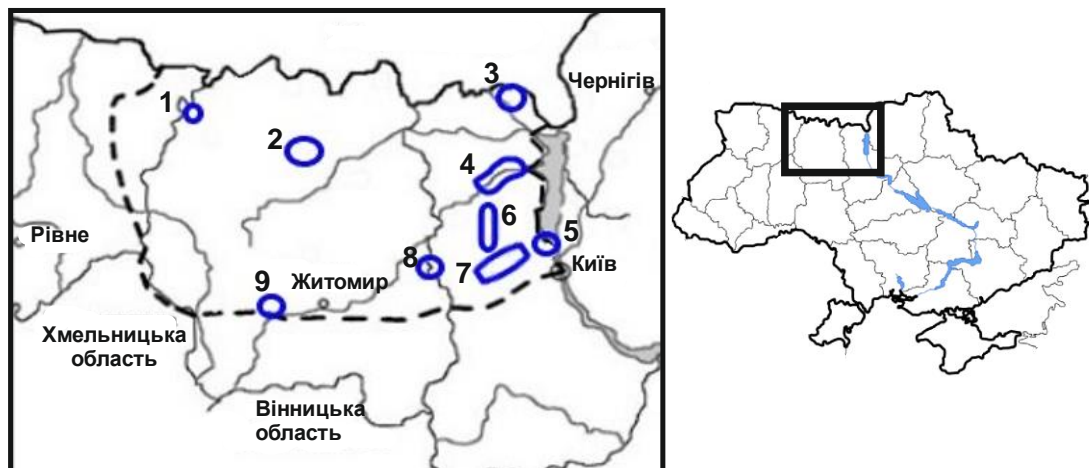 3
Чернігів
1
2
4
6
5
Рівне
8
7
Київ
9
Житомир
Хмельницька
область
Вінницька
область